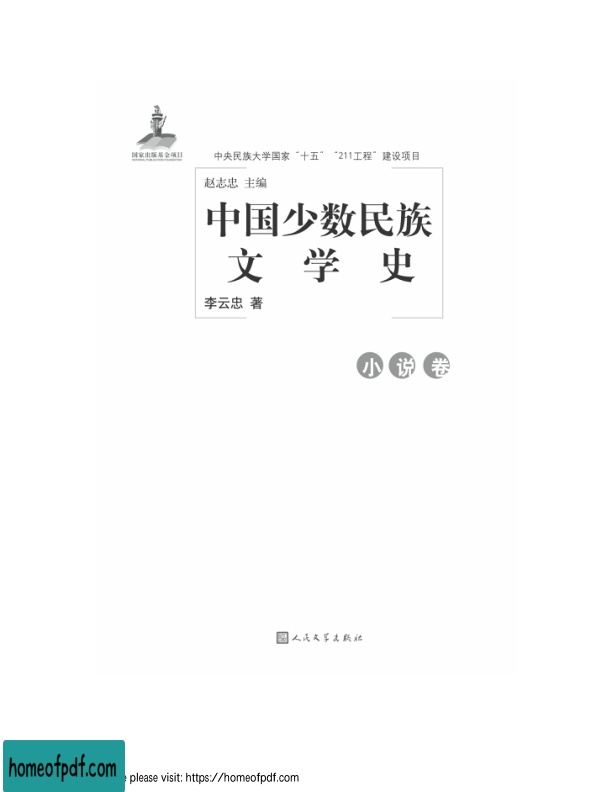 国家出版基金项目
中央民族大学国家“十五”“211工程”建设项目
赵志忠 主编
中国少数民族
文学史
李云忠 著
小说卷
人民文学出版社
homeofpdf.com
please visit: https://homeofpdf.com